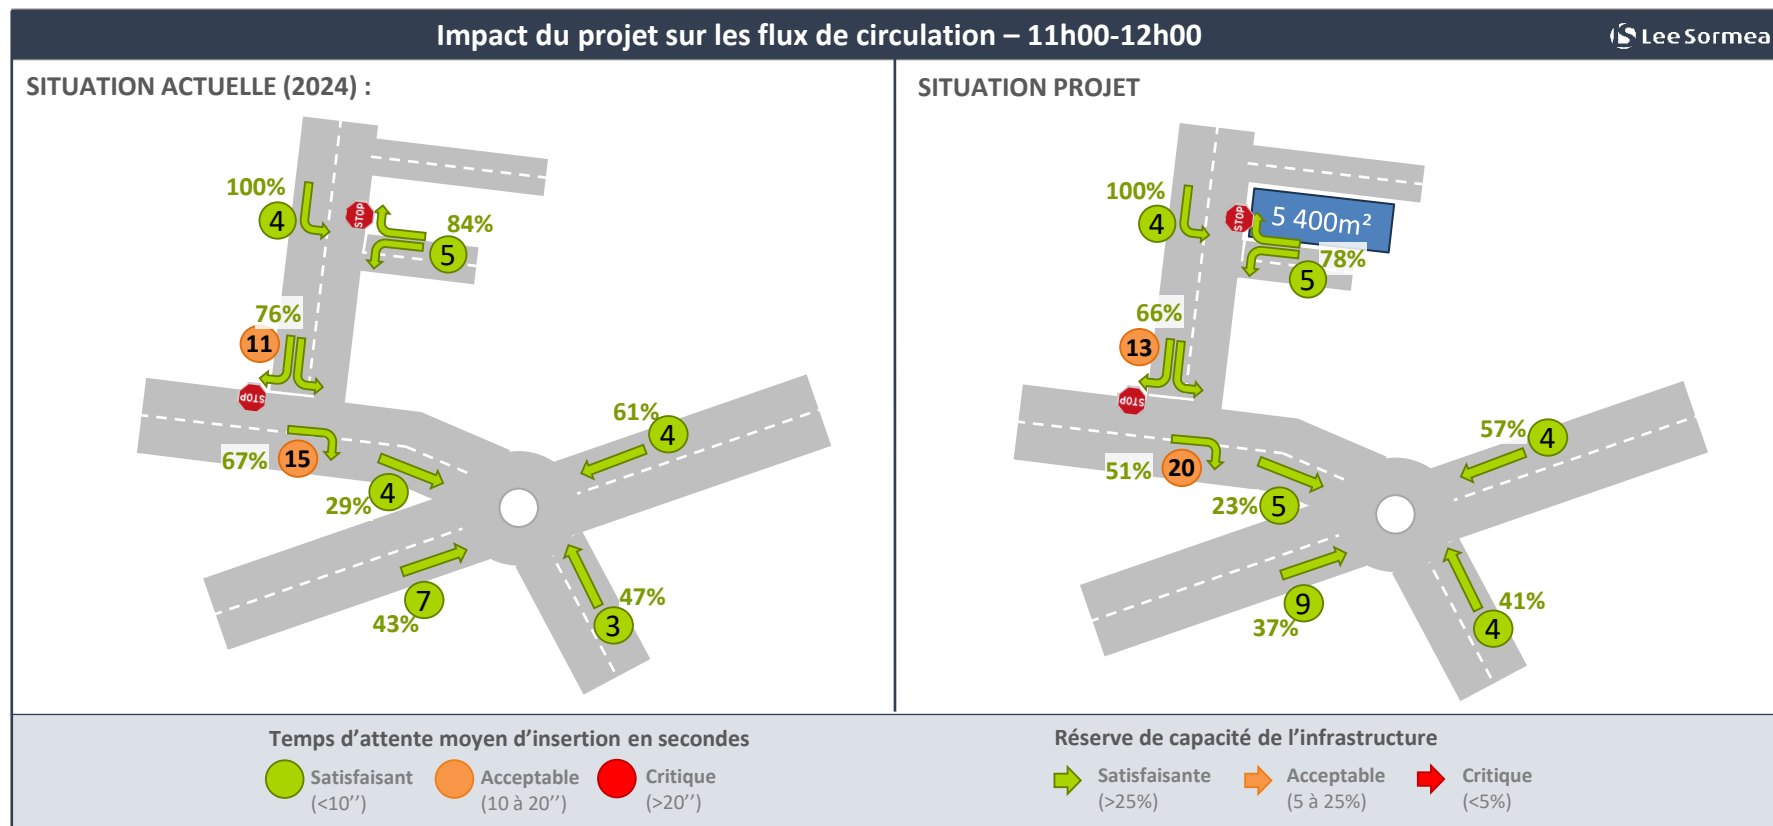 Impact du projet sur les flux de circulation – 11h00-12h00
LeeSormea
SITUATION ACTUELLE (2024) :
100%
4
STOP
84%
5
76%
11
STOP
67%
15
29%
4
61%
4
43%
7
47%
3
SITUATION PROJET
100%
4
STOP
5 400m²
78%
5
66%
13
STOP
51%
20
23%
5
57%
4
37%
9
41%
4
Temps d’attente moyen d’insertion en secondes
Satisfaisant
(<10’’)
Acceptable
(10 à 20’’)
Critique
(>20’’)
Réserve de capacité de l’infrastructure
Satisfaisante
(>25%)
Acceptable
(5 à 25%)
Critique
(<5%)